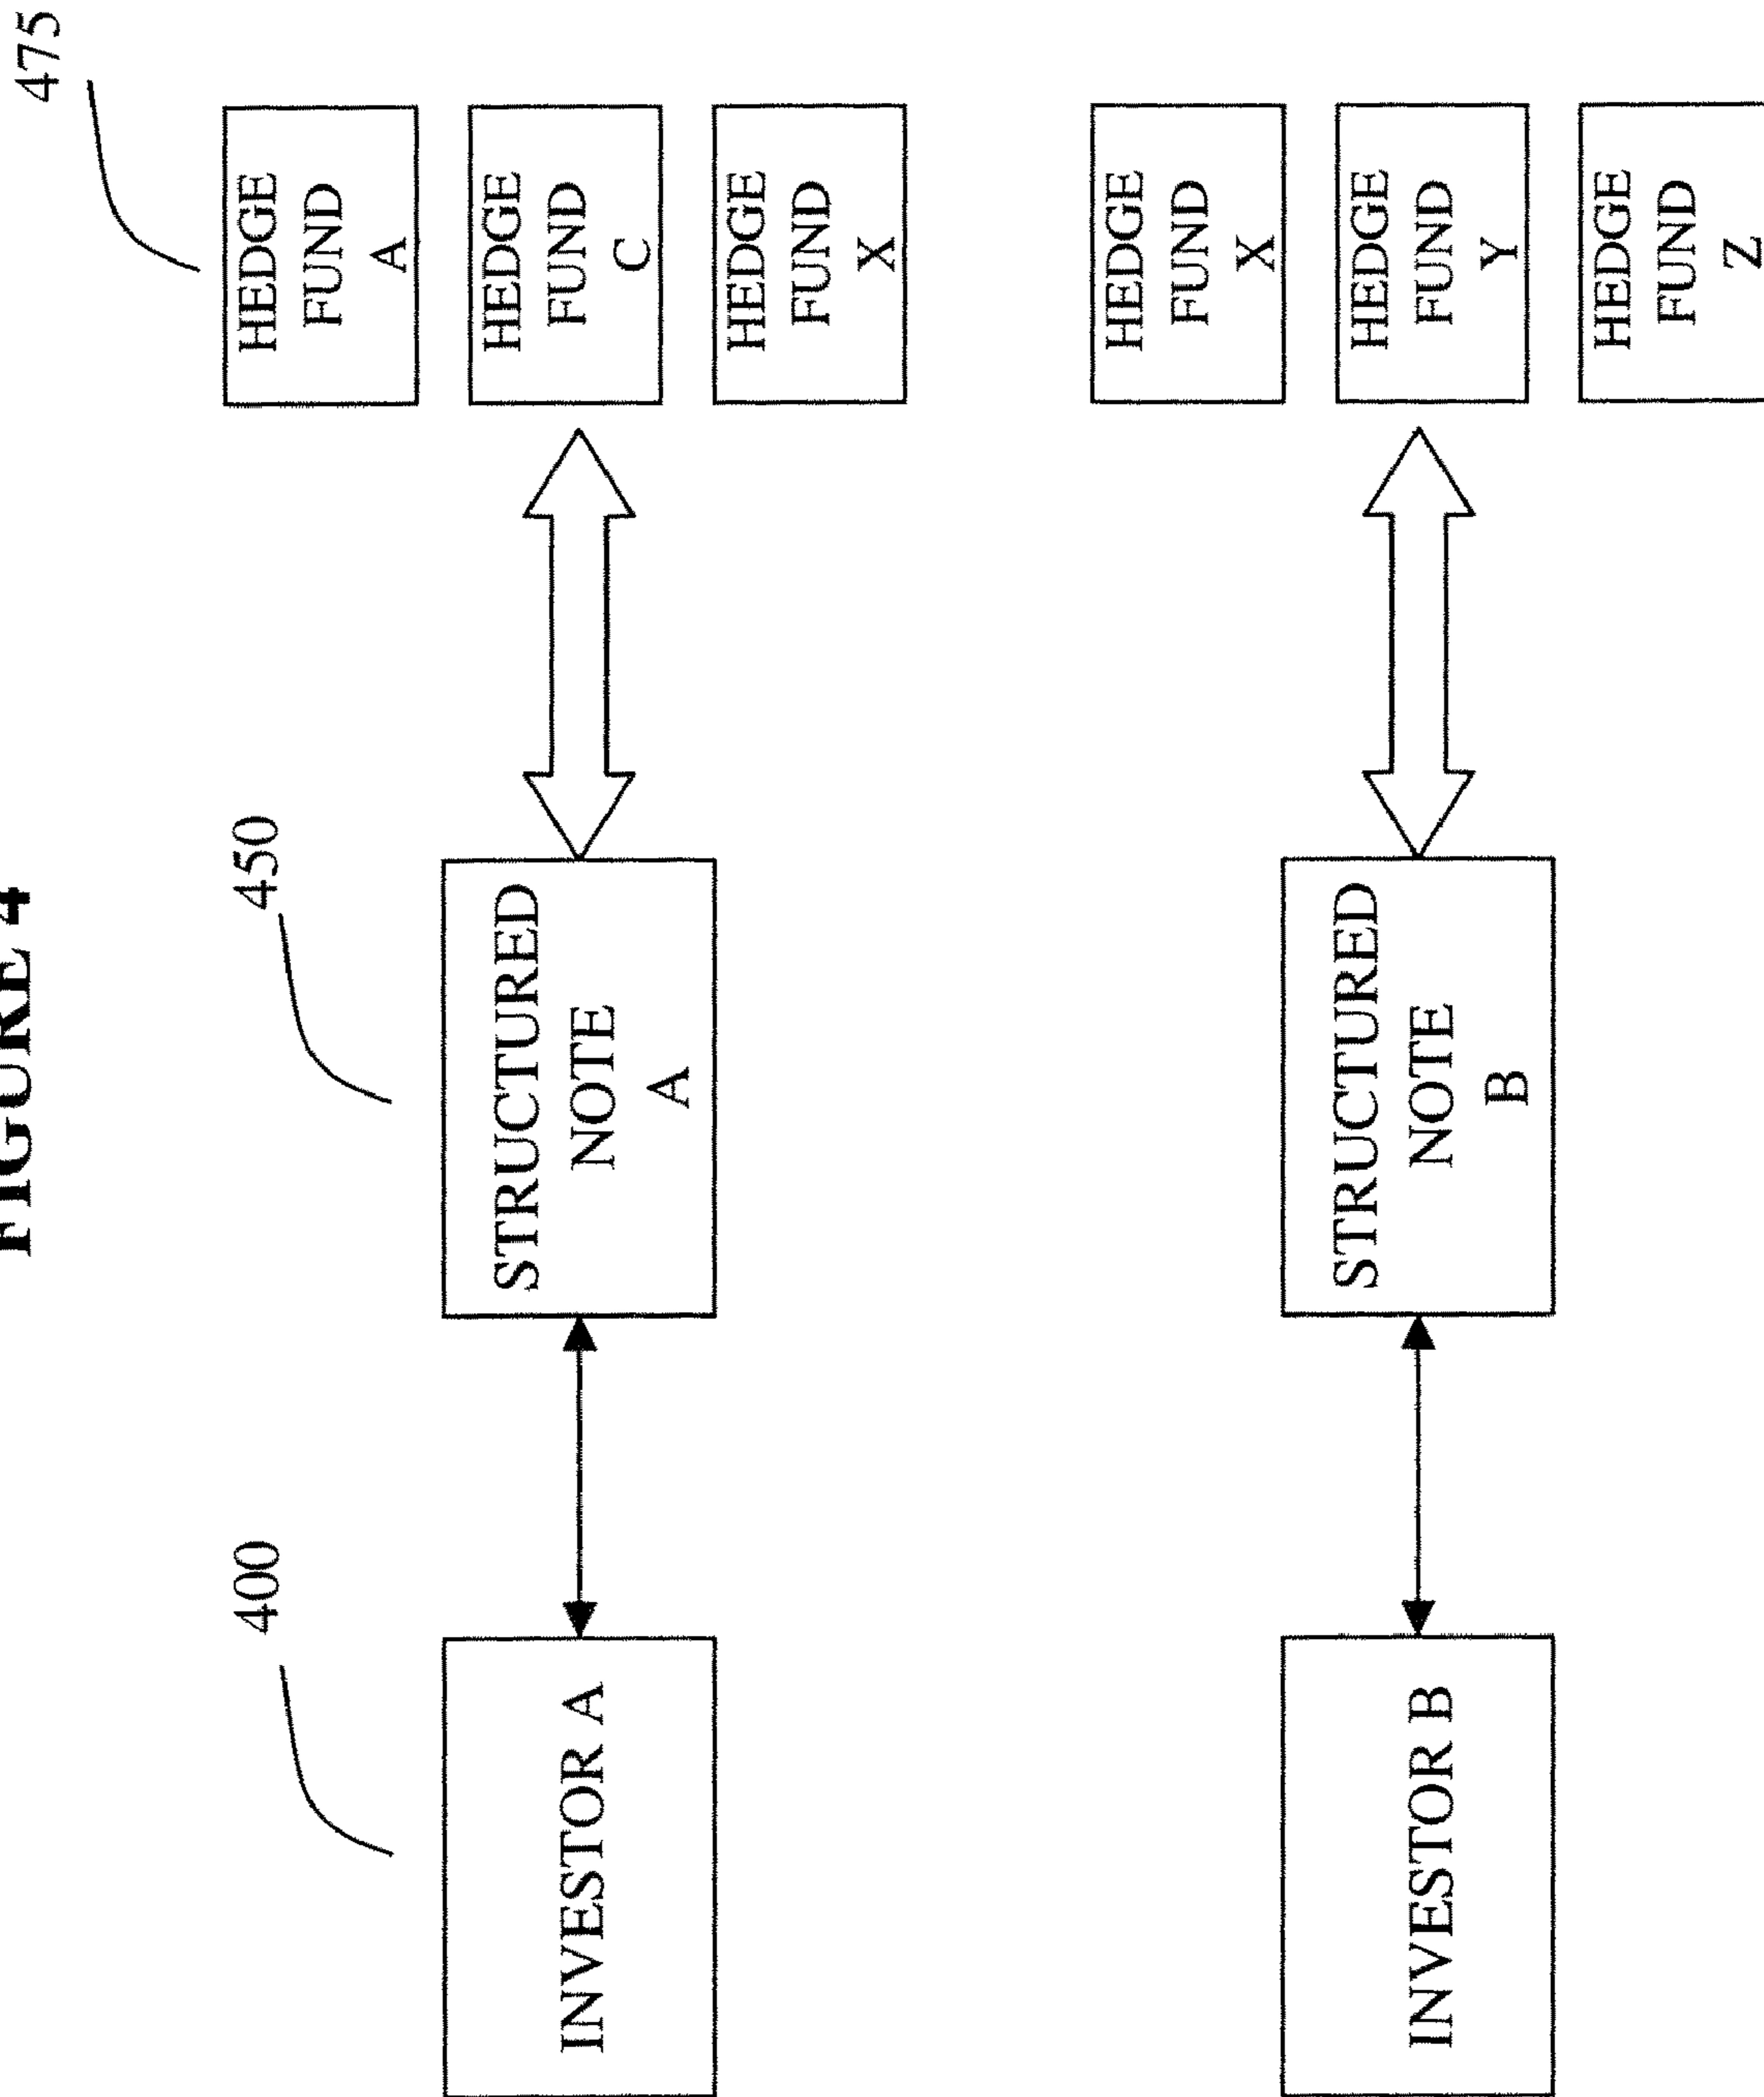 FIGURE 4
400
450
475
INVESTOR A
STRUCTURED
NOTE
A
HEDGE
FUND
A
HEDGE
FUND
C
HEDGE
FUND
X
INVESTOR B
STRUCTURED
NOTE
B
HEDGE
FUND
X
HEDGE
FUND
Y
HEDGE
FUND
Z